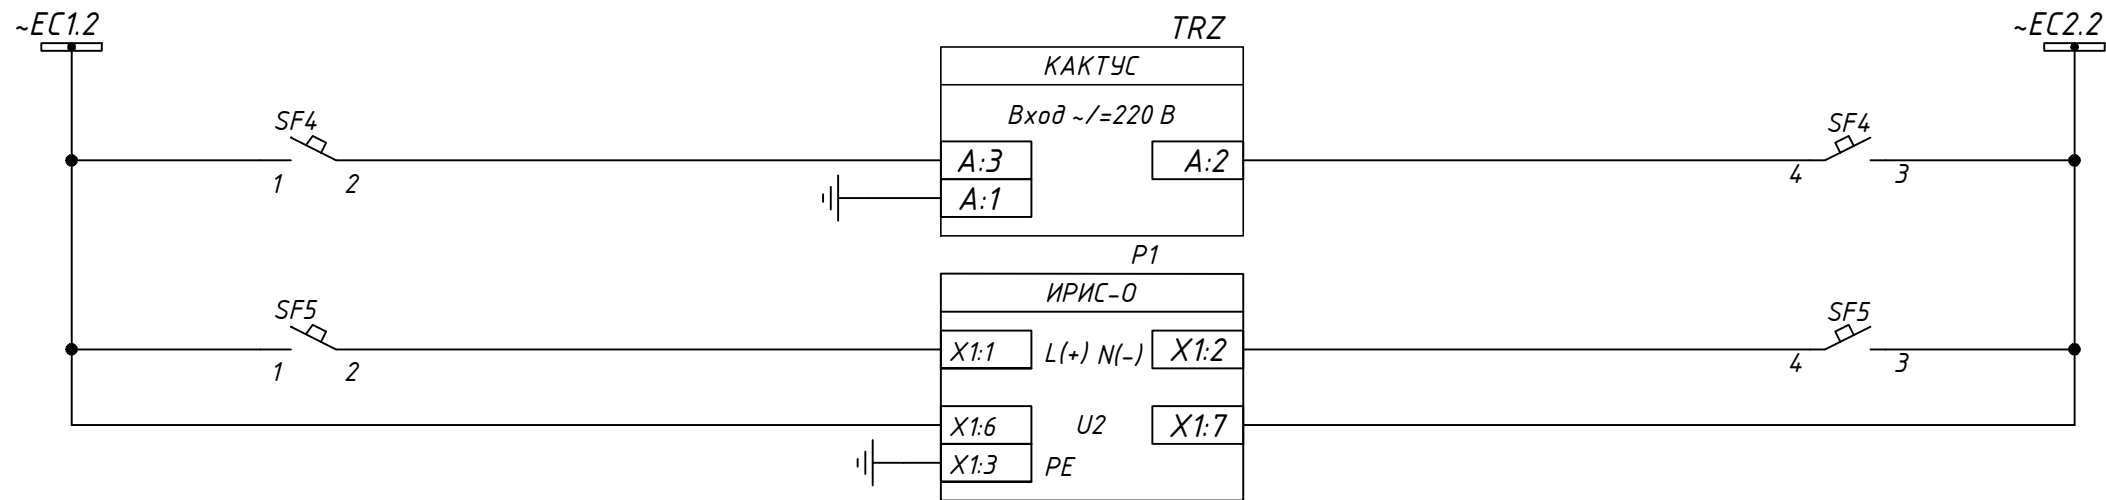 ~EC1.2
TRZ
~EC2.2
КАКТУС
Вход ~/=220 В
SF4
SF4
А:3
А:2
1 2
4 3
А:1
P1
ИРИС-О
SF5
SF5
X1:1 L(+) N(-) X1:2
1 2
4 3
X1:6 U2 X1:7
X1:3 PE